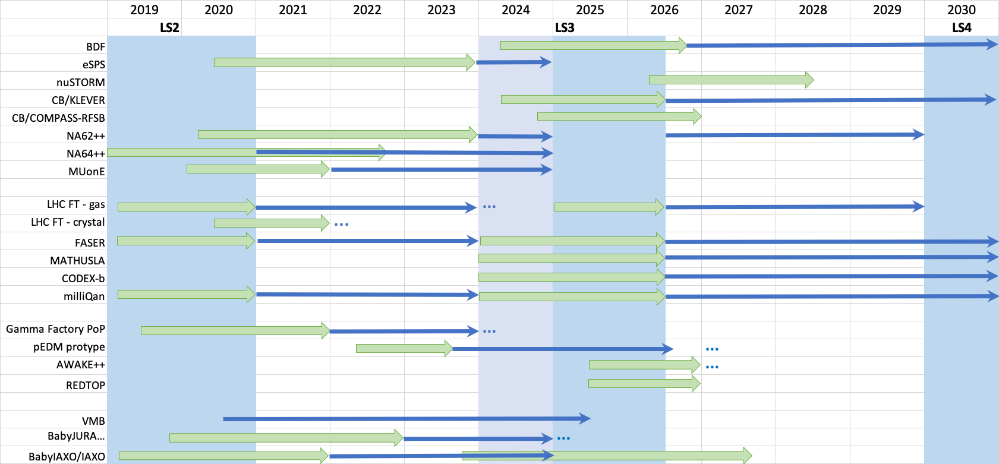 2019 2020 2021 2022 2023 2024 2025 2026 2027 2028 2029 2030
LS2 LS3 LS4
BDF
eSPS
nuSTORM
CB/KLEVER
CB/COMPASS-RFSB
NA62++
NA64++
MUonE
LHC FT - gas ...
LHC FT - crystal ...
FASER
MATHUSLA
CODEX-b
milliQan
Gamma Factory PoP ...
pEDM protype ...
AWAKE++ ...
REDTOP
VMB
BabyJURA... ...
BabyIAXO/IAXO